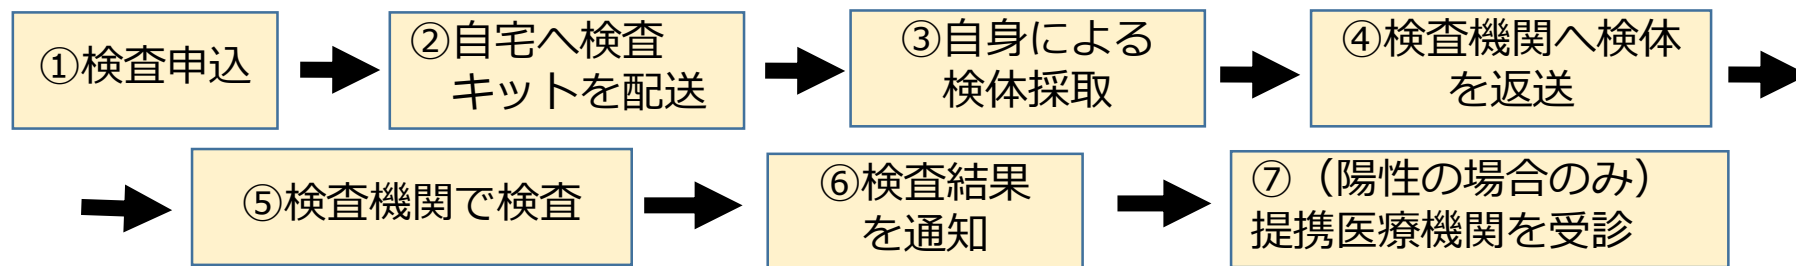 ①検査申込
②自宅へ検査
キットを配送
③自身による
検体採取
④検査機関へ検体
を返送
⑤検査機関で検査
⑥検査結果
を通知
⑦（陽性の場合のみ）
提携医療機関を受診